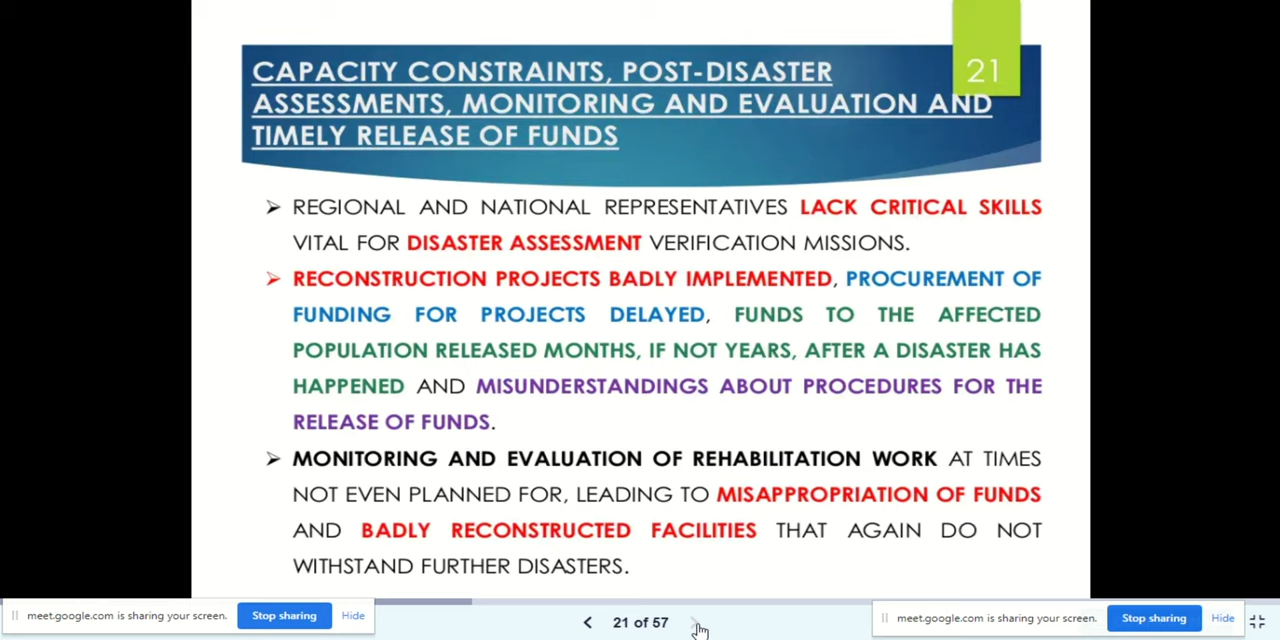 21
CAPACITY CONSTRAINTS, POST-DISASTER
ASSESSMENTS, MONITORING AND EVALUATION AND
TIMELY RELEASE OF FUNDS
REGIONAL AND NATIONAL REPRESENTATIVES LACK CRITICAL SKILLS
VITAL FOR DISASTER ASSESSMENT VERIFICATION MISSIONS.
RECONSTRUCTION PROJECTS BADLY IMPLEMENTED, PROCUREMENT OF
FUNDING FOR PROJECTS DELAYED, FUNDS TO THE AFFECTED
POPULATION RELEASED MONTHS, IF NOT YEARS, AFTER A DISASTER HAS
HAPPENED AND MISUNDERSTANDINGS ABOUT PROCEDURES FOR THE
RELEASE OF FUNDS.
MONITORING AND EVALUATION OF REHABILITATION WORK AT TIMES
NOT EVEN PLANNED FOR, LEADING TO MISAPPROPRIATION OF FUNDS
AND BADLY RECONSTRUCTED FACILITIES THAT AGAIN DO NOT
WITHSTAND FURTHER DISASTERS.
meet.google.com is sharing your screen. Stop sharing Hide
21 of 57
meet.google.com is sharing your screen. Stop sharing Hide